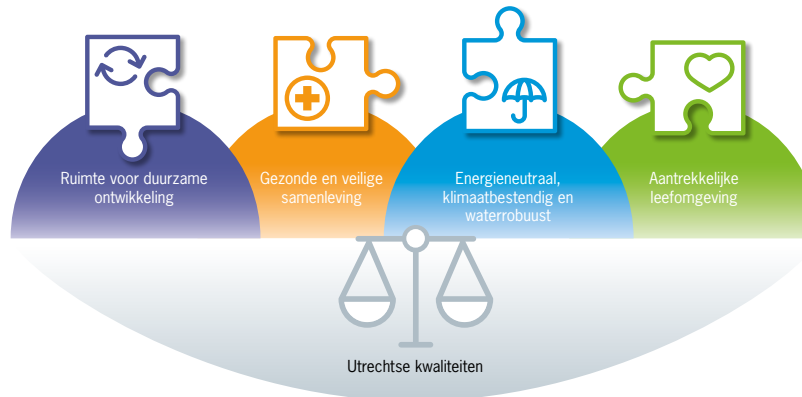 Ruimte voor duurzame
ontwikkeling
Gezonde en veilige
samenleving
Energieneutraal,
klimaatbestendig en
waterrobuust
Aantrekkelijke
leefomgeving
Utrechtse kwaliteiten